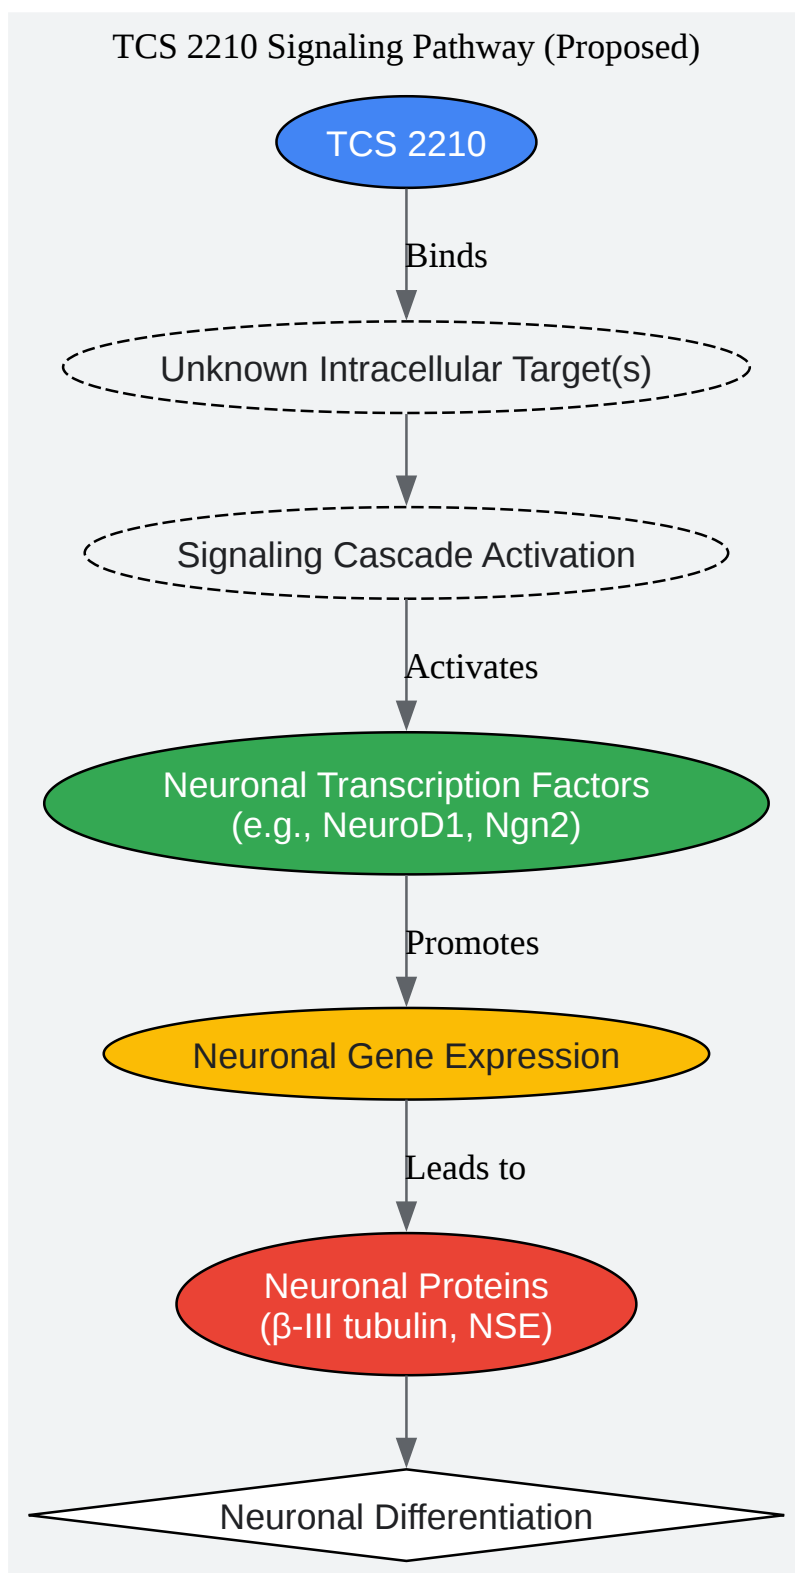 TCS 2210 Signaling Pathway (Proposed)
TCS 2210
Binds
Unknown Intracellular Target(s)
Signaling Cascade Activation
Activates
Neuronal Transcription Factors
(e.g., NeuroD1, Ngn2)
Promotes
Neuronal Gene Expression
Leads to
Neuronal Proteins
(β-III tubulin, NSE)
Neuronal Differentiation